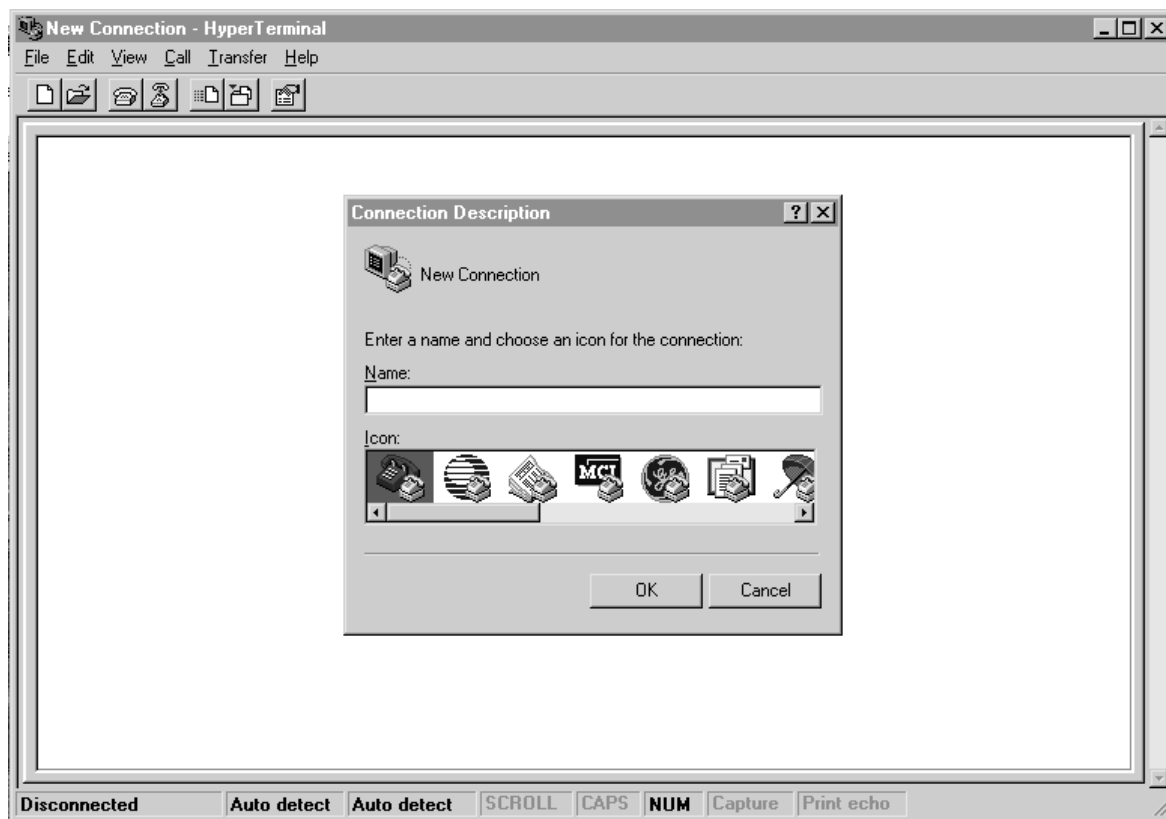 New Connection - HyperTerminal
File Edit View Call Transfer Help
Connection Description
New Connection
Enter a name and choose an icon for the connection:
Name:
Icon:
MCI
OK Cancel
Disconnected Auto detect Auto detect SCROLL CAPS NUM Capture Print echo